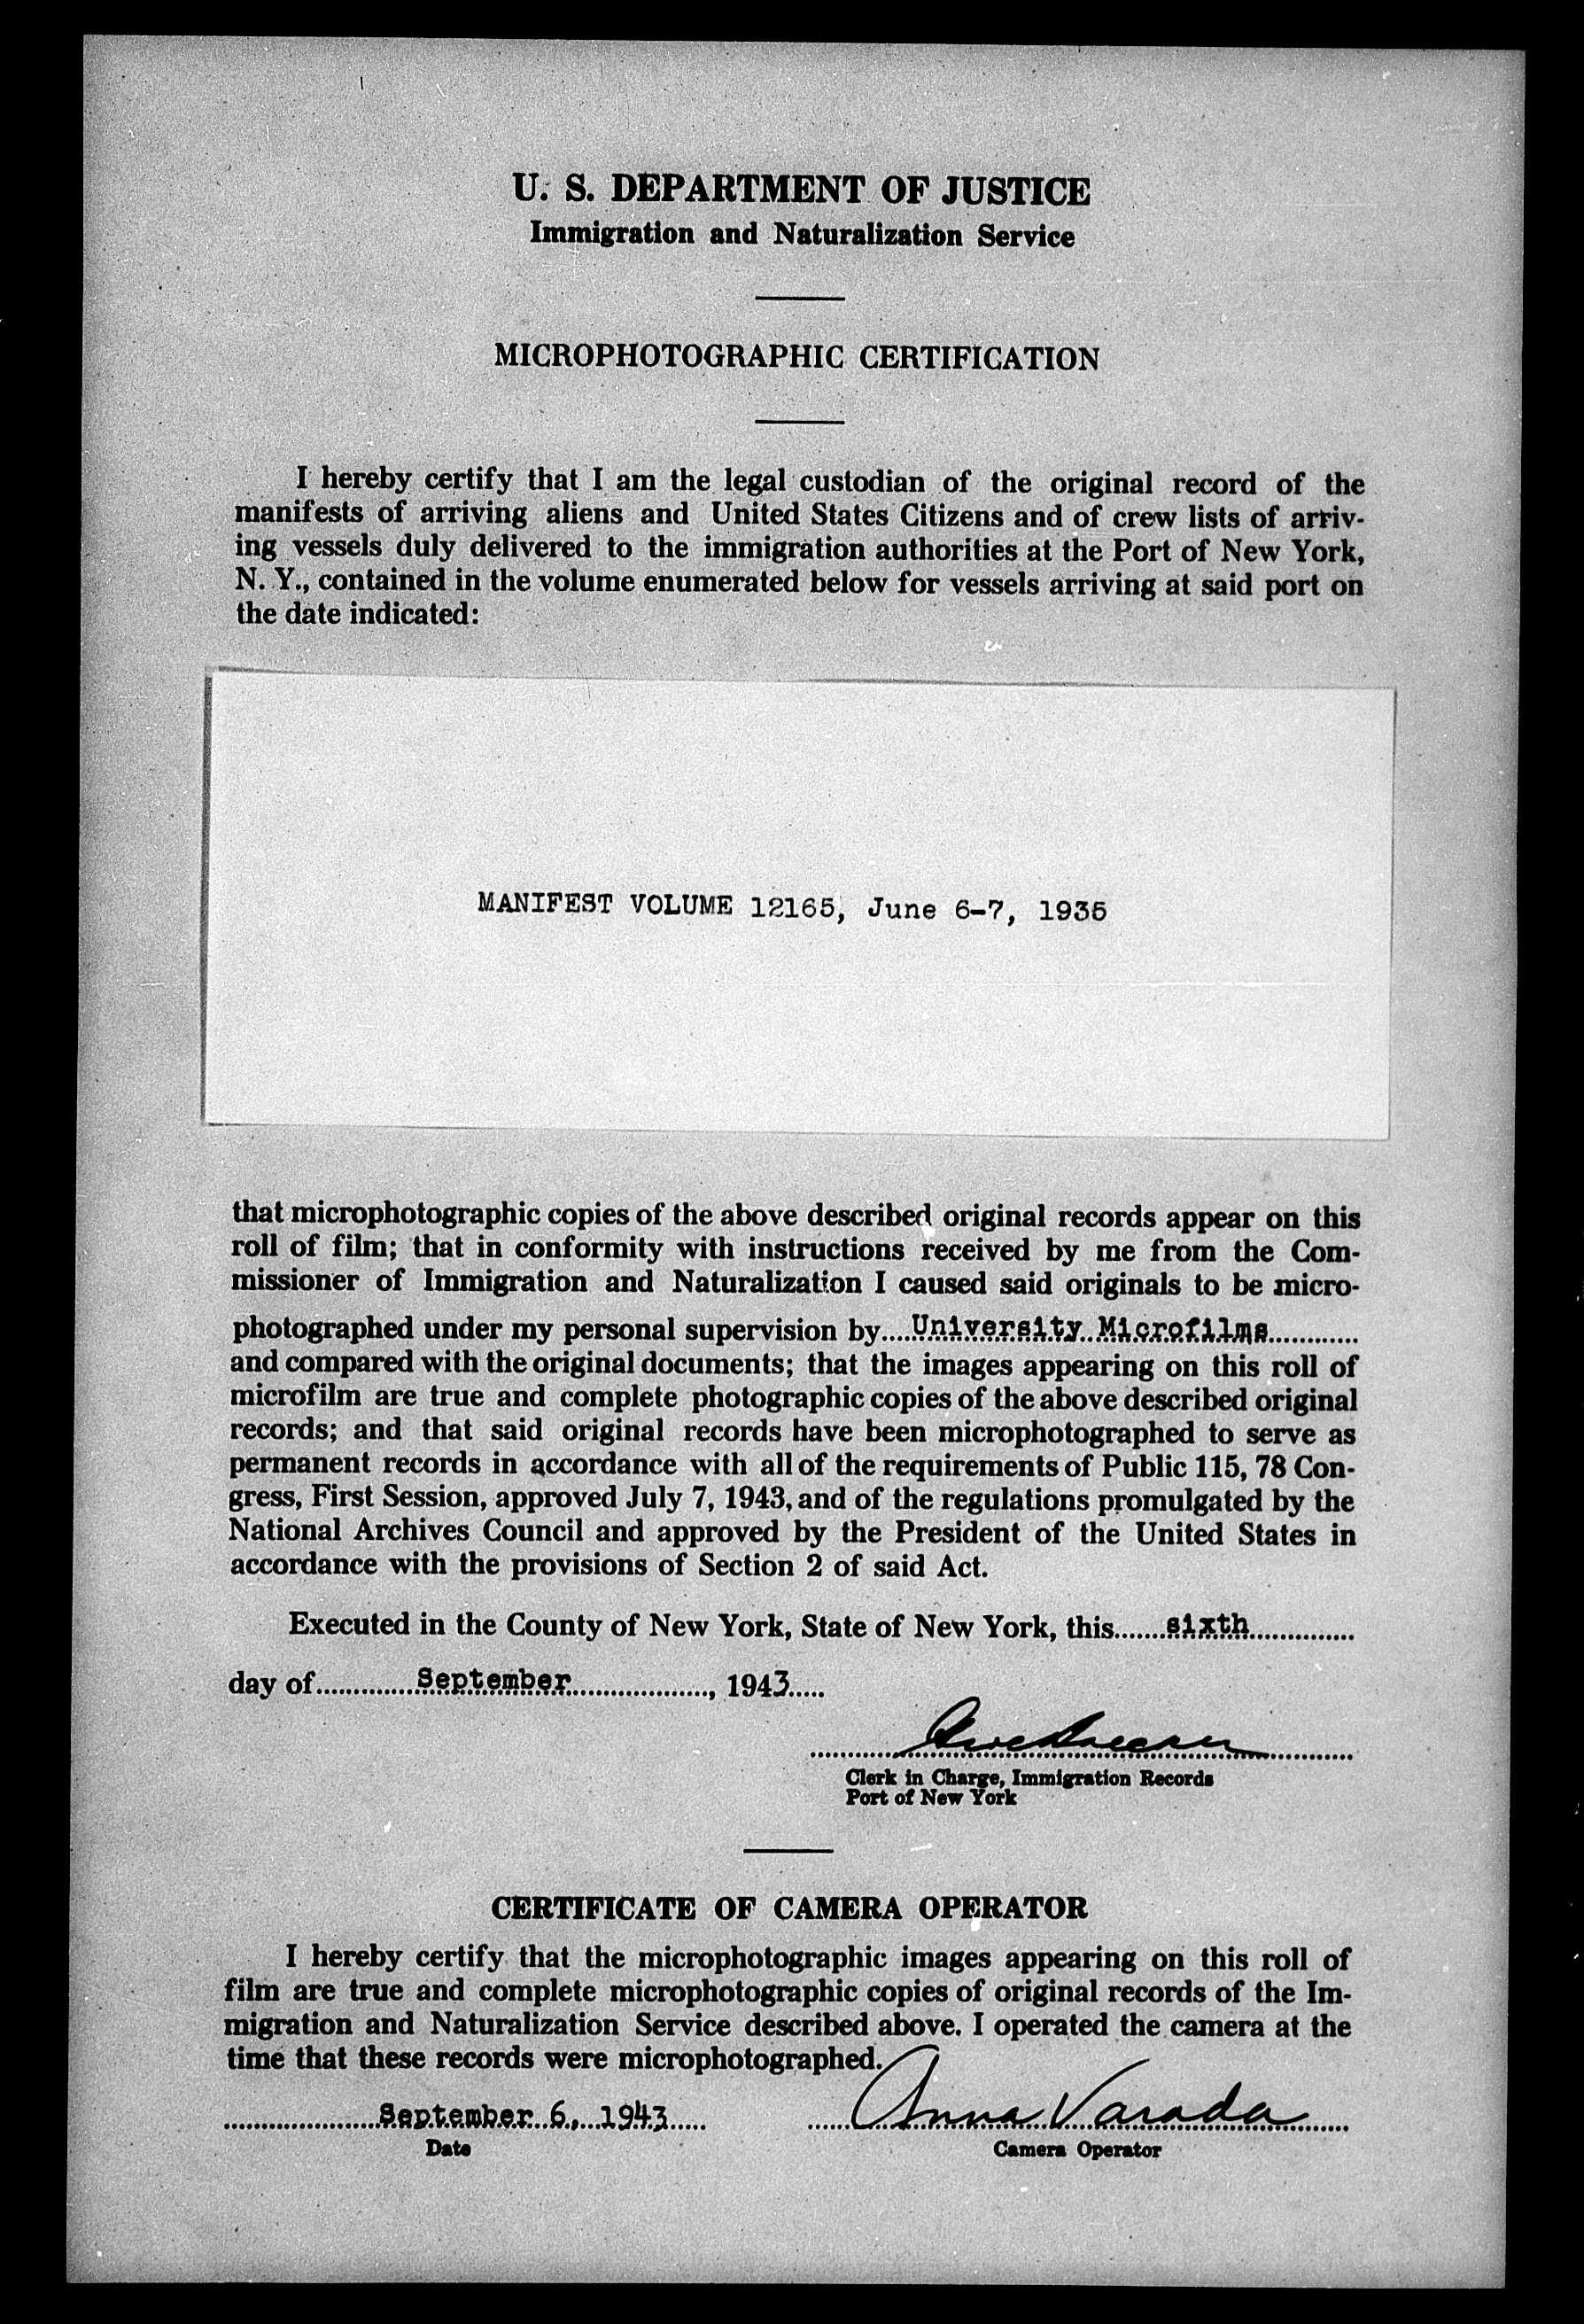 U. S. DEPARTMENT OF JUSTICE
Immigration and Naturalization Service
MICROPHOTOGRAPHIC CERTIFICATION
I hereby certify that I am the legal custodian of the original record of the
manifests of arriving aliens and United States Citizens and of crew lists of arriv-
ing vessels duly delivered to the immigration authorities at the Port of New York,
N. Y., contained in the volume enumerated below for vessels arriving at said port on
the date indicated:
MANIFEST VOLUME 12165, June 6-7, 1935
that microphotographic copies of the above described original records appear on this
roll of film; that in conformity with instructions received by me from the Com-
missioner of Immigration and Naturalization I caused said originals to be micro-
photographed under my personal supervision by....University Microfilms............
and compared with the original documents; that the images appearing on this roll of
microfilm are true and complete photographic copies of the above described original
records; and that said original records have been microphotographed to serve as
permanent records in accordance with all of the requirements of Public 115, 78 Con-
gress, First Session, approved July 7, 1943, and of the regulations promulgated by the
National Archives Council and approved by the President of the United States in
accordance with the provisions of Section 2 of said Act.
Executed in the County of New York, State of New York, this.......sixth..............
day of.............September..................., 1943.....
Clerk in Charge, Immigration Records
Port of New York
CERTIFICATE OF CAMERA OPERATOR
I hereby certify that the microphotographic images appearing on this roll of
film are true and complete microphotographic copies of original records of the Im-
migration and Naturalization Service described above. I operated the camera at the
time that these records were microphotographed.
September 6, 1943 Anna Varada
Date Camera Operator